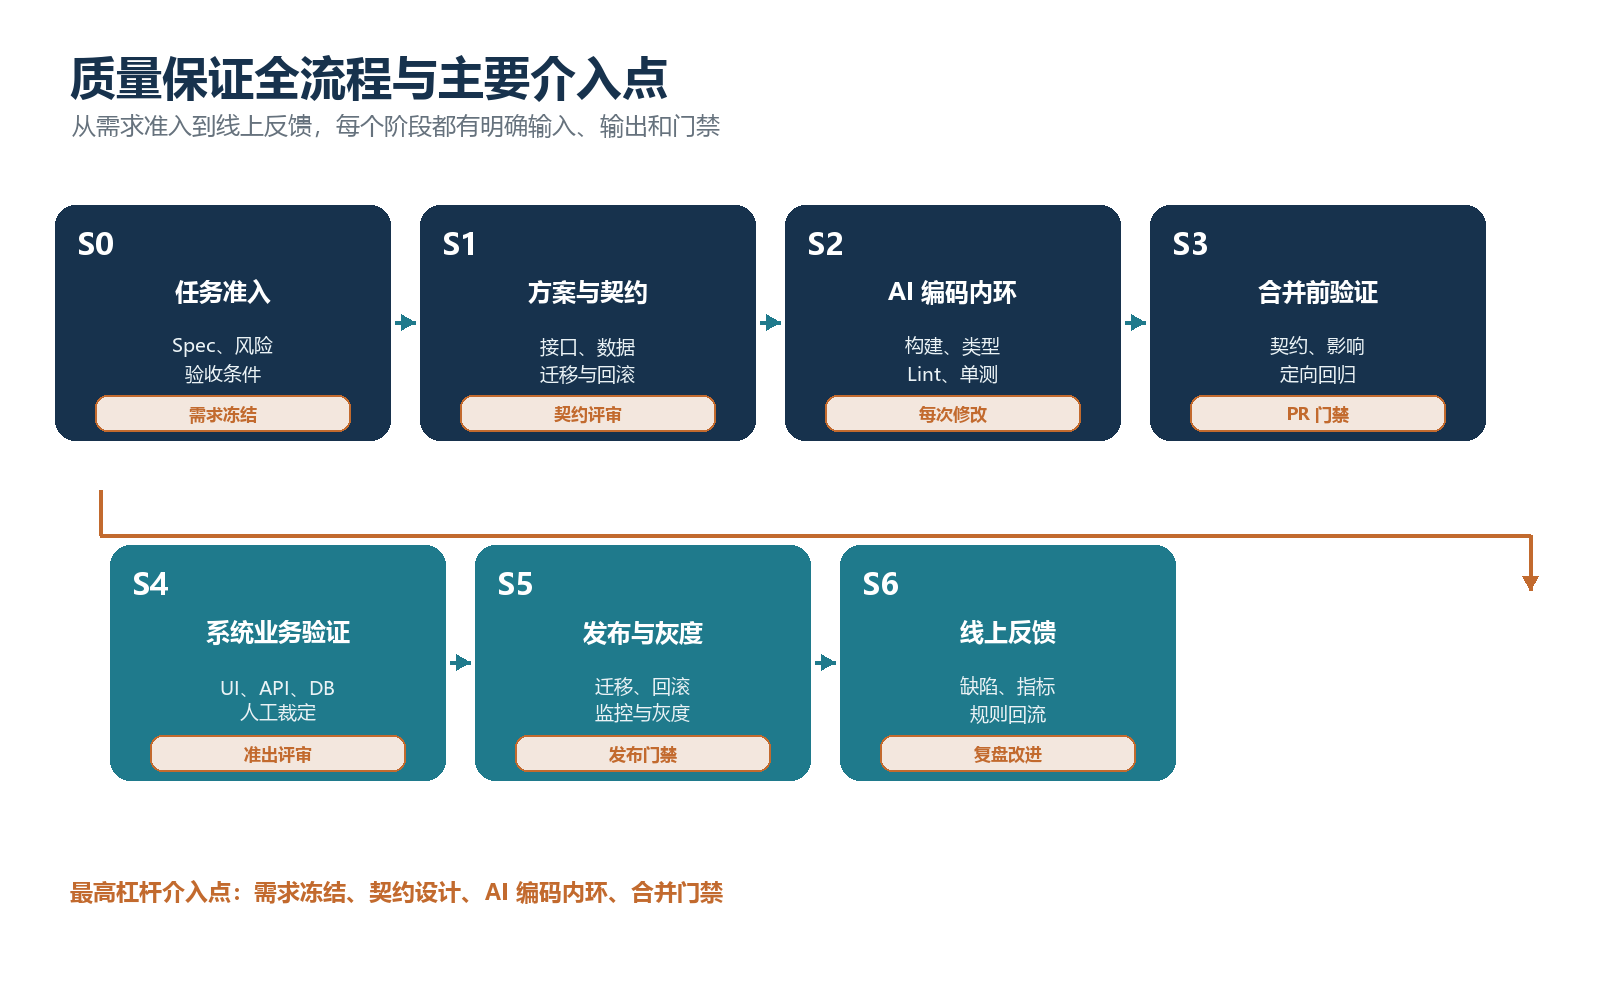 质量保证全流程与主要介入点
从需求准入到线上反馈，每个阶段都有明确输入、输出和门禁
S0
任务准入
Spec、风险
验收条件
需求冻结
S1
方案与契约
接口、数据
迁移与回滚
契约评审
S2
AI 编码内环
构建、类型
Lint、单测
每次修改
S3
合并前验证
契约、影响
定向回归
PR 门禁
S4
系统业务验证
UI、API、DB
人工裁定
准出评审
S5
发布与灰度
迁移、回滚
监控与灰度
发布门禁
S6
线上反馈
缺陷、指标
规则回流
复盘改进
最高杠杆介入点：需求冻结、契约设计、AI 编码内环、合并门禁